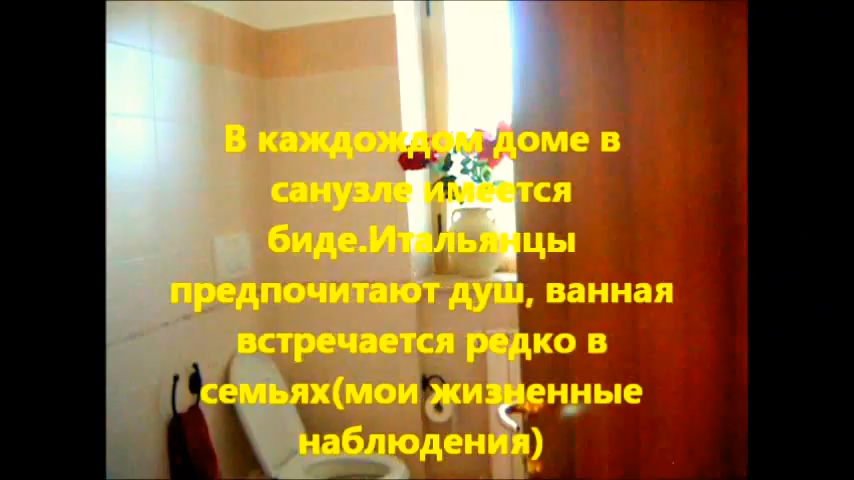 В каждождом доме в
санузле имеется
биде.Итальянцы
предпочитают душ, ванная
встречается редко в
семьях(мои жизненные
наблюдения)